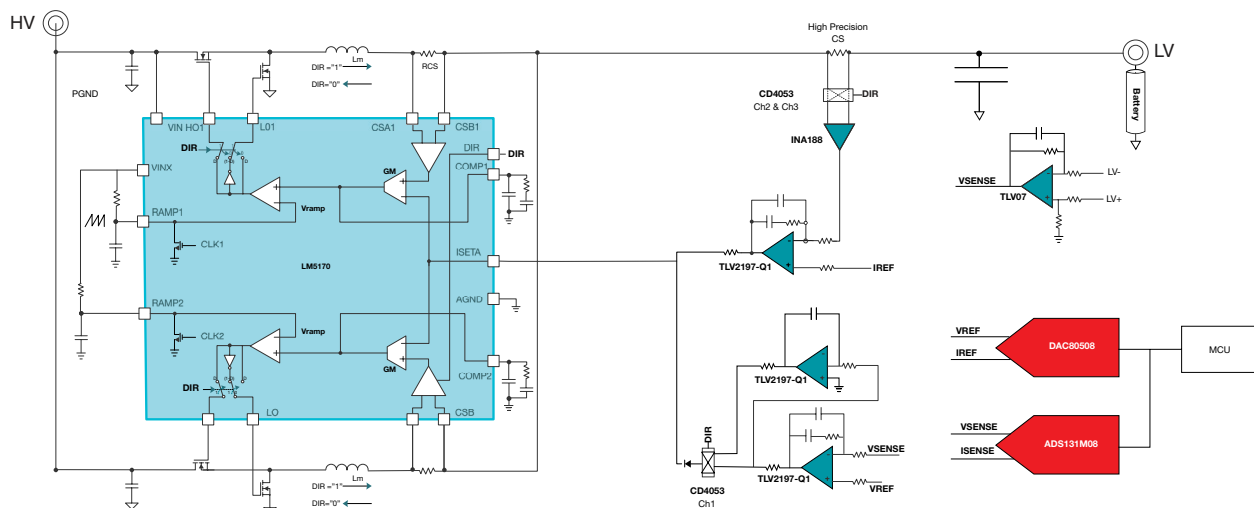 HV
LV
High Precision
CS
DIR ="1"
Lm
DIR="0"
RCS
PGND
CD4053
Ch2 & Ch3
DIR
INA188
Battery
VIN HO1
L01
CSA1
CSB1
DIR
DIR
DIR
COMP1
VINX
GM
Vramp
RAMP1
CLK1
LM5170
ISETA
AGND
RAMP2
CLK2
Vramp
GM
COMP2
DIR
LO
CSB
DIR ="1"
Lm
DIR="0"
VSENSE
TLV07
LV-
LV+
TLV2197-Q1
IREF
TLV2197-Q1
DIR
CD4053
Ch1
TLV2197-Q1
VSENSE
VREF
VREF
IREF
DAC80508
MCU
VSENSE
ISENSE
ADS131M08